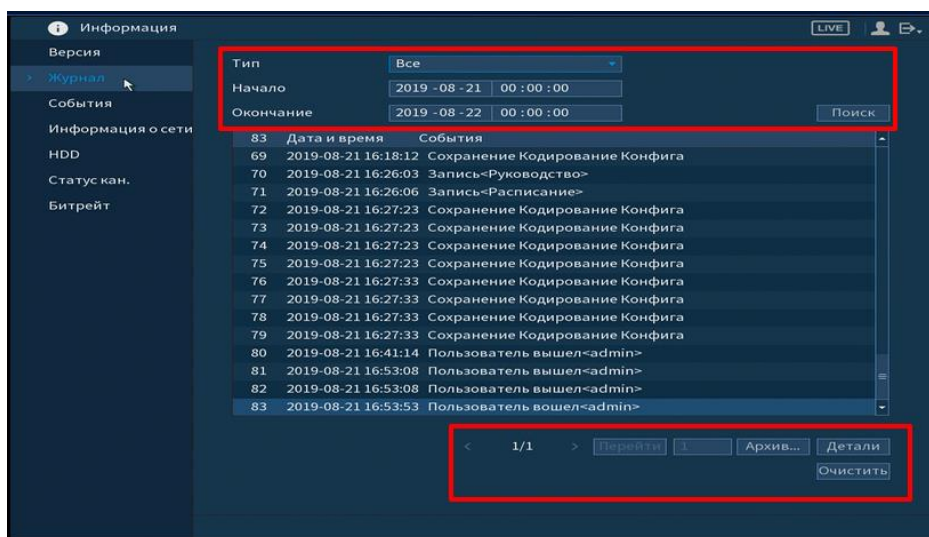 Информация LIVE
Версия
Журнал
События
Информация о сети
HDD
Статус кан.
Битрейт
Тип Все
Начало 2019 -08 -21 00 :00 :00
Окончание 2019 -08 -22 00 :00 :00 Поиск
83 Дата и время События
69 2019-08-21 16:18:12 Сохранение Кодирование Конфига
70 2019-08-21 16:26:03 Запись<Руководство>
71 2019-08-21 16:26:06 Запись<Расписание>
72 2019-08-21 16:27:23 Сохранение Кодирование Конфига
73 2019-08-21 16:27:23 Сохранение Кодирование Конфига
74 2019-08-21 16:27:23 Сохранение Кодирование Конфига
75 2019-08-21 16:27:23 Сохранение Кодирование Конфига
76 2019-08-21 16:27:33 Сохранение Кодирование Конфига
77 2019-08-21 16:27:33 Сохранение Кодирование Конфига
78 2019-08-21 16:27:33 Сохранение Кодирование Конфига
79 2019-08-21 16:27:33 Сохранение Кодирование Конфига
80 2019-08-21 16:41:14 Пользователь вышел<admin>
81 2019-08-21 16:53:08 Пользователь вышел<admin>
82 2019-08-21 16:53:08 Пользователь вышел<admin>
83 2019-08-21 16:53:53 Пользователь вошел<admin>
< 1/1 > Перейти 1 Архив... Детали
Очистить